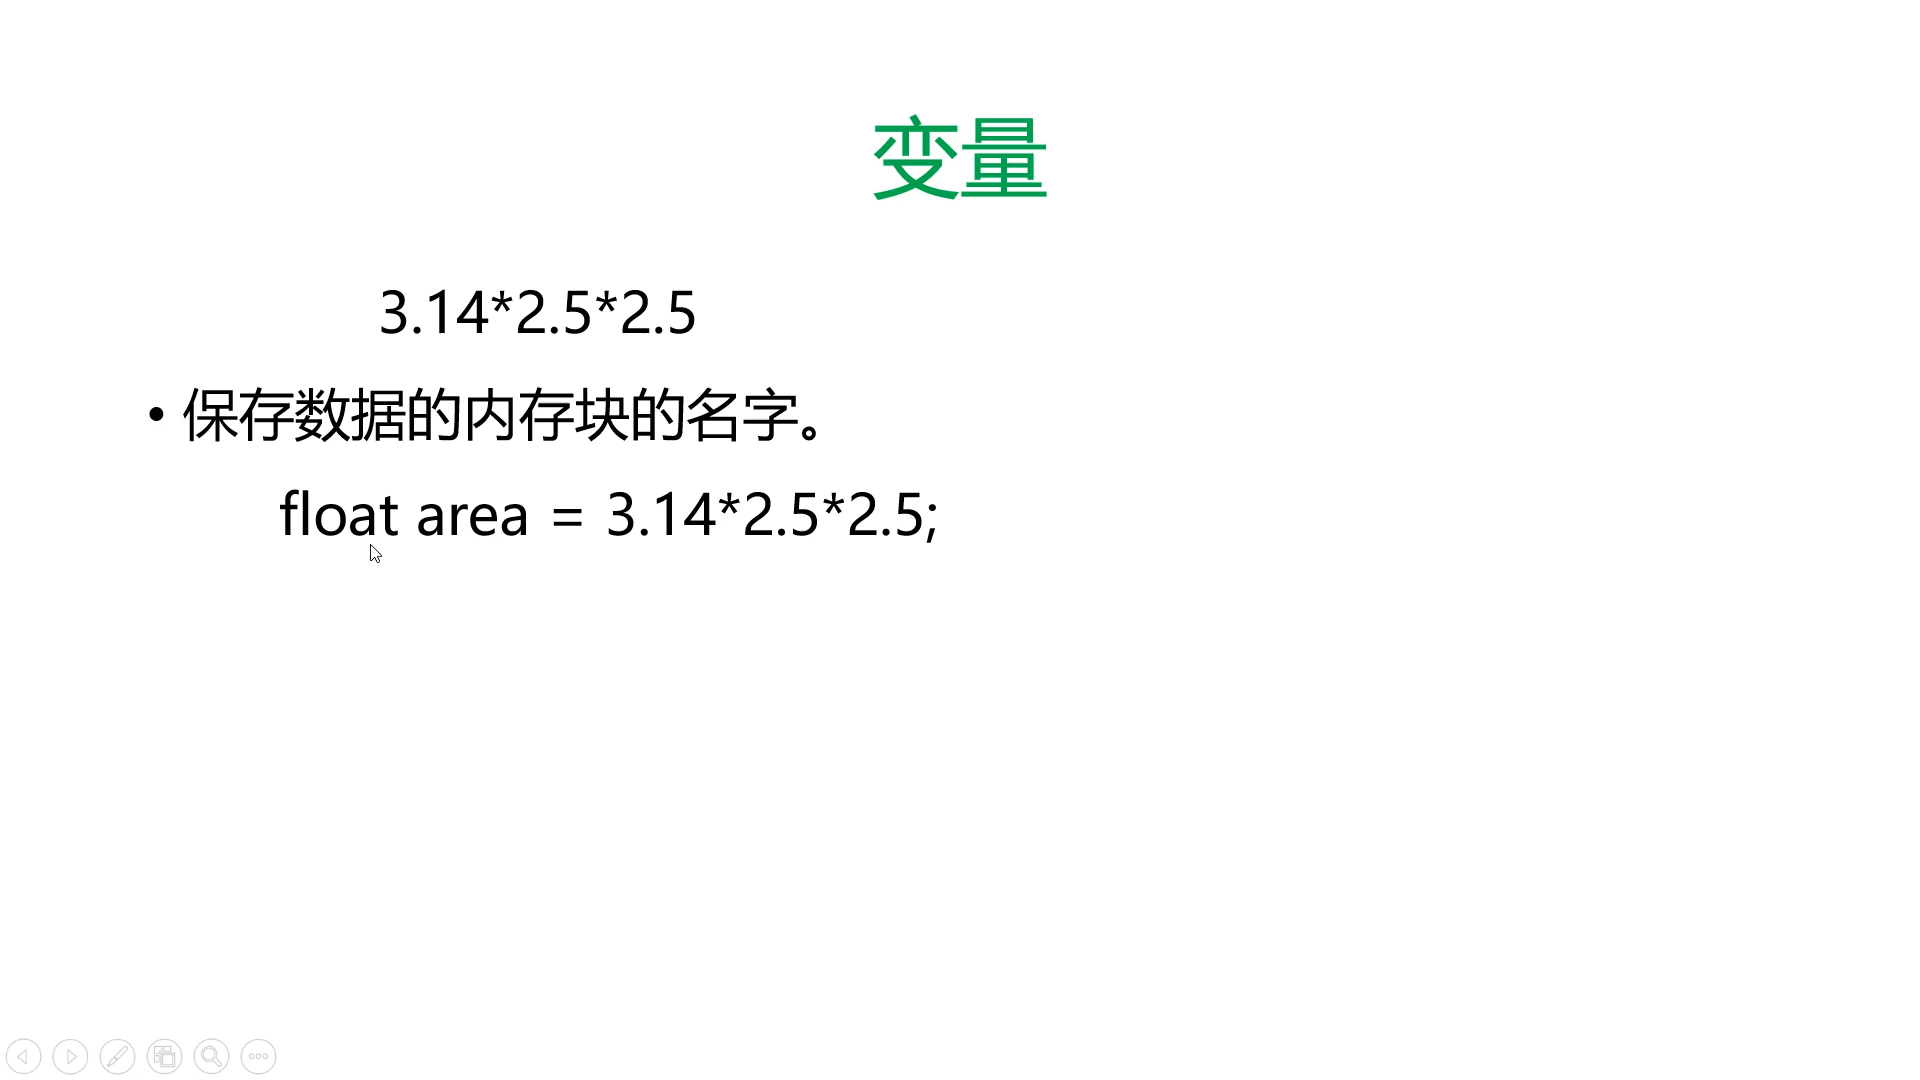 变量
3.14*2.5*2.5
• 保存数据的内存块的名字。
float area = 3.14*2.5*2.5;